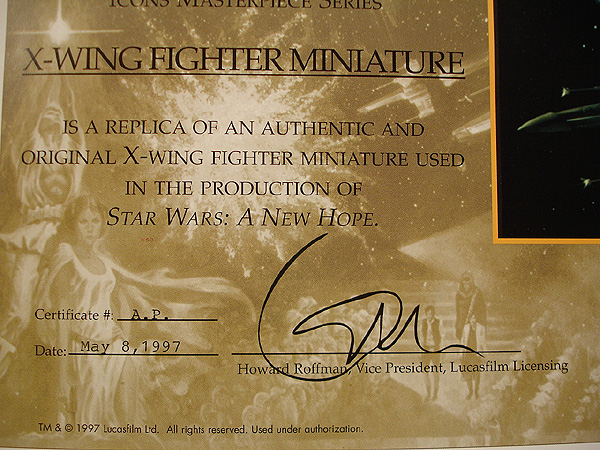 ICONS MASTERPIECE SERIES
X-WING FIGHTER MINIATURE
IS A REPLICA OF AN AUTHENTIC AND
ORIGINAL X-WING FIGHTER MINIATURE USED
IN THE PRODUCTION OF
STAR WARS: A NEW HOPE.
Certificate #: A.P.
Date: May 8,1997
Howard Roffman, Vice President, Lucasfilm Licensing
TM & © 1997 Lucasfilm Ltd. All rights reserved. Used under authorization.